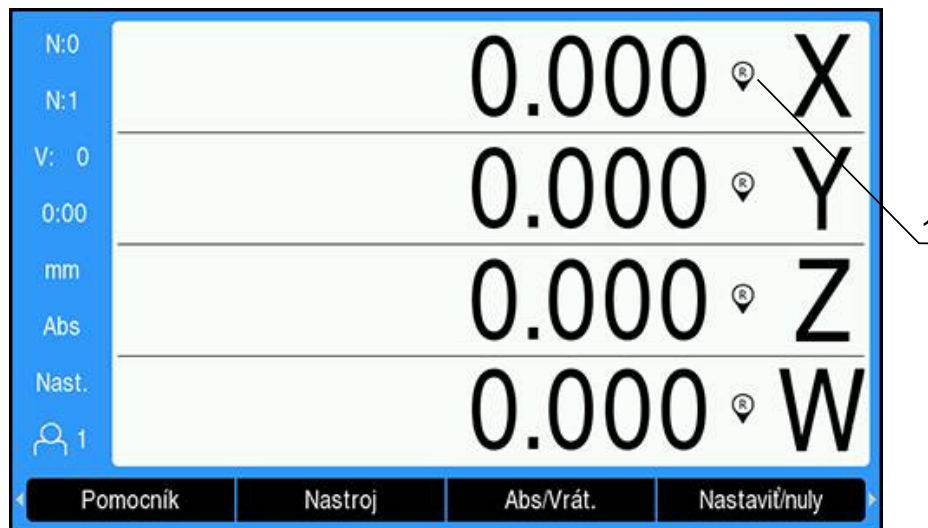 N:0
0.000 ® X
N:1
V: 0
0.000 ® Y
0:00
mm
0.000 ® Z
Abs
Nast.
0.000 ® W
1
Pomocník Nastroj Abs/Vrát. Nastaviť/nuly